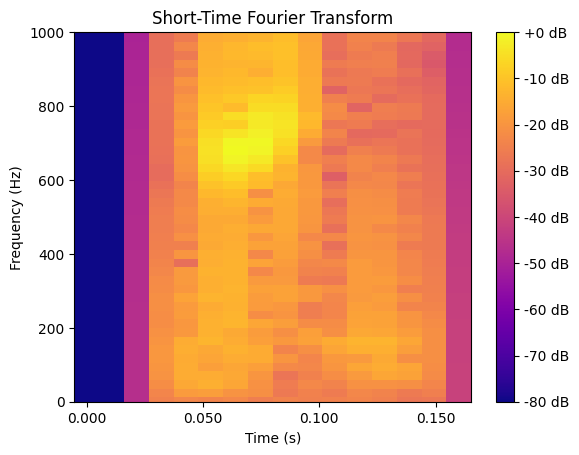 Short-Time Fourier Transform
Frequency (Hz)
1000
800
600
400
200
0
0.000
0.050
0.100
0.150
Time (s)
+0 dB
-10 dB
-20 dB
-30 dB
-40 dB
-50 dB
-60 dB
-70 dB
-80 dB